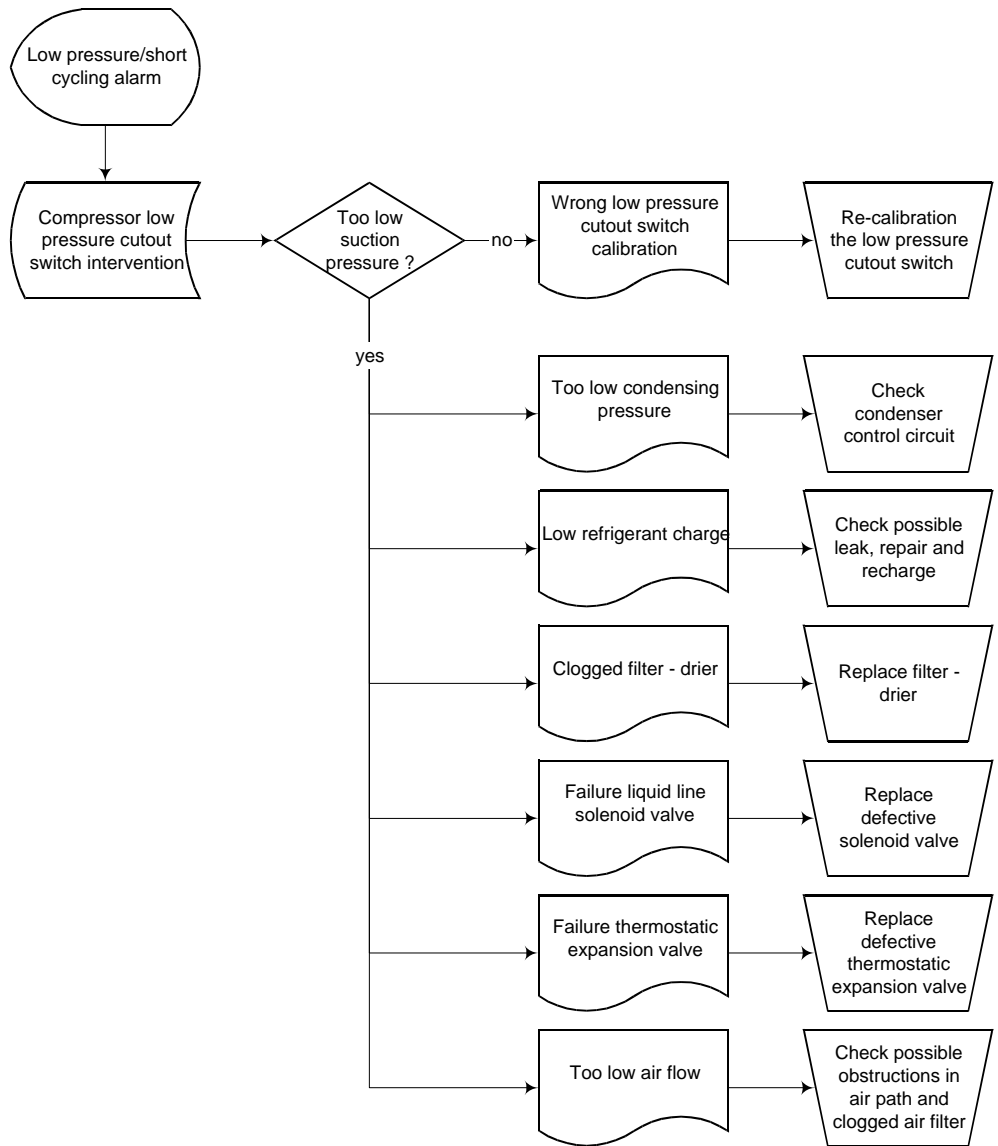 Low pressure/short
cycling alarm
Compressor low
pressure cutout
switch intervention
Too low
suction
pressure ?
no
Wrong low pressure
cutout switch
calibration
Re-calibration
the low pressure
cutout switch
yes
Too low condensing
pressure
Check
condenser
control circuit
Low refrigerant charge
Check possible
leak, repair and
recharge
Clogged filter - drier
Replace filter -
drier
Failure liquid line
solenoid valve
Replace
defective
solenoid valve
Failure thermostatic
expansion valve
Replace
defective
thermostatic
expansion valve
Too low air flow
Check possible
obstructions in
air path and
clogged air filter